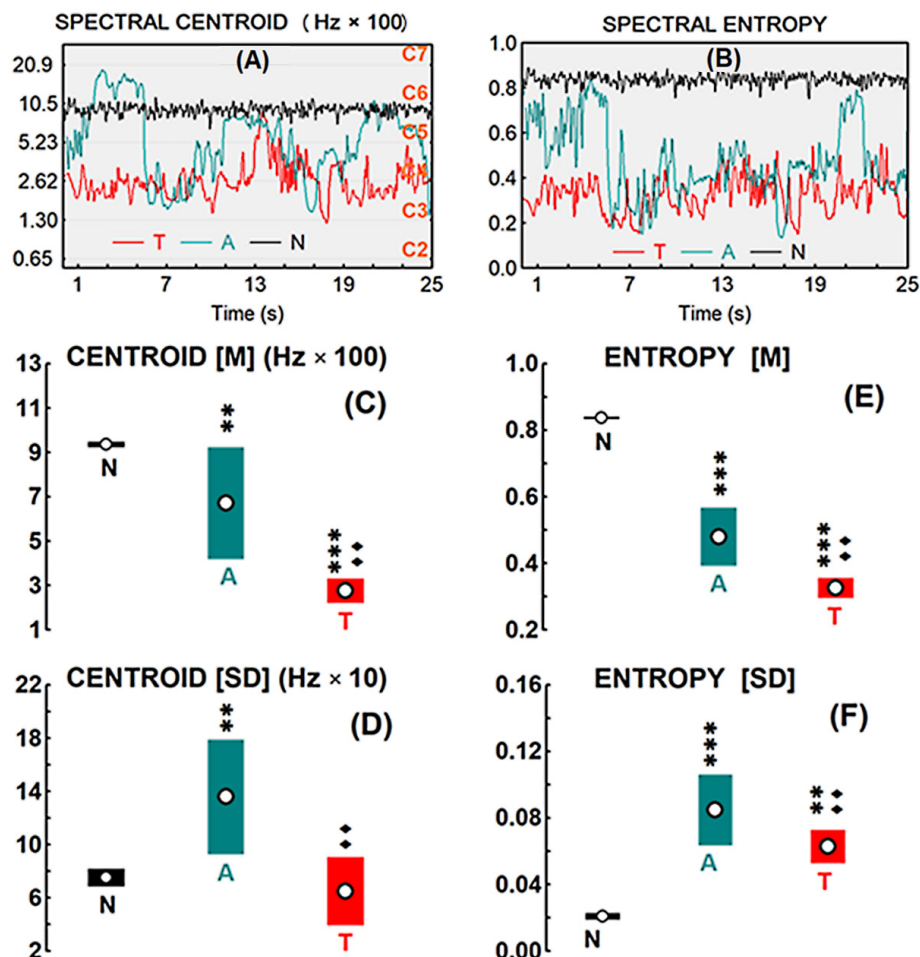 SPECTRAL CENTROID (Hz × 100)
(A)
20.9
10.5
5.23
2.62
1.30
0.65
C7
C6
C5
C4
C3
C2
T A N
1 7 13 19 25
Time (s)
SPECTRAL ENTROPY
(B)
1.0
0.8
0.6
0.4
0.2
0.0
T A N
1 7 13 19 25
Time (s)
CENTROID [M] (Hz × 100)
(C)
13
11
9
7
5
3
1
N
**
A
***
♦♦
T
ENTROPY [M]
(E)
1.0
0.8
0.6
0.4
0.2
N
***
A
***
♦♦
T
CENTROID [SD] (Hz × 10)
(D)
22
18
14
10
6
2
N
**
A
♦♦
T
ENTROPY [SD]
(F)
0.16
0.12
0.08
0.04
0.00
N
***
A
**
♦♦
T